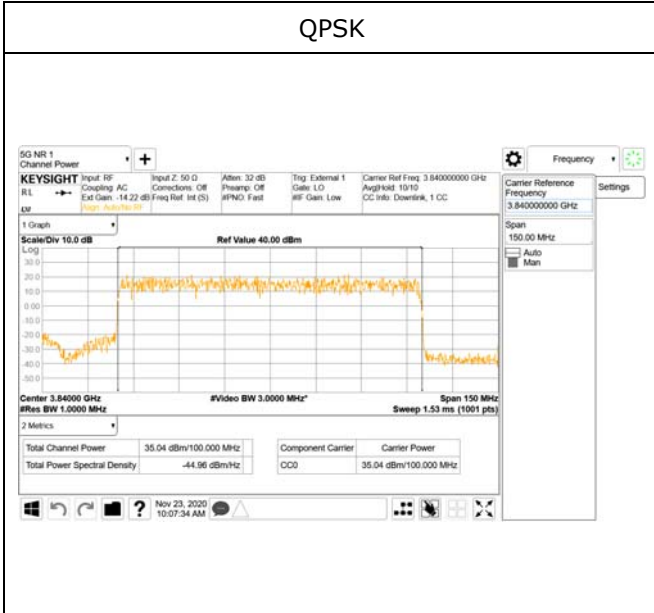 QPSK
5G NR 1
Channel Power
KEYSIGHT Input: RF Input Z: 50 Ω Atten: 32 dB Trig: External 1 Carrier Ref Freq: 3.840000000 GHz
RL Coupling: AC Corrections: Off Preamp: Off Gate: LO Avg|Hold: 10/10
Ext Gain: -14.22 dB Freq Ref: Int (S) #PNO: Fast #IF Gain: Low CC Info: Downlink, 1 CC
Align: Auto/No RF
Frequency
Settings
Carrier Reference
Frequency
3.840000000 GHz
Span
150.00 MHz
Auto
Man
1 Graph
Scale/Div 10.0 dB Ref Value 40.00 dBm
Log
30.0
20.0
10.0
0.00
-10.0
-20.0
-30.0
-40.0
-50.0
Center 3.84000 GHz #Video BW 3.0000 MHz* Span 150 MHz
#Res BW 1.0000 MHz Sweep 1.53 ms (1001 pts)
2 Metrics
Total Channel Power 35.04 dBm/100.000 MHz Component Carrier Carrier Power
Total Power Spectral Density -44.96 dBm/Hz CC0 35.04 dBm/100.000 MHz
? Nov 23, 2020
10:07:34 AM